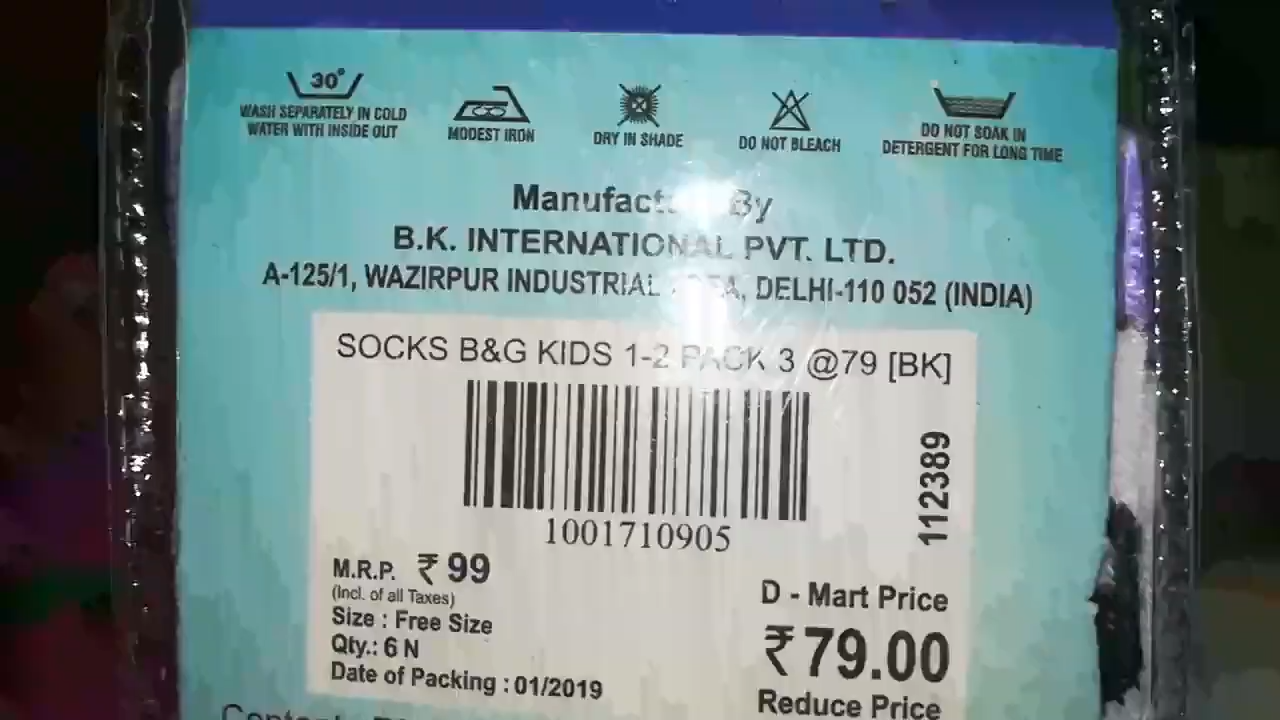 30°
WASH SEPARATELY IN COLD
WATER WITH INSIDE OUT
MODEST IRON
DRY IN SHADE
DO NOT BLEACH
DO NOT SOAK IN
DETERGENT FOR LONG TIME
By
B.K. INTERNATIONAL PVT. LTD.
A-125/1, WAZIRPUR INDUSTRIAL DELHI-110 052 (INDIA)
SOCKS B&G KIDS 1-2 PACK 3 @79 [BK]
1001710905
112389
M.R.P. ₹ 99
(Incl. of all Taxes)
Size : Free Size
Qty.: 6 N
Date of Packing : 01/2019
D - Mart Price
₹79.00
Reduce Price